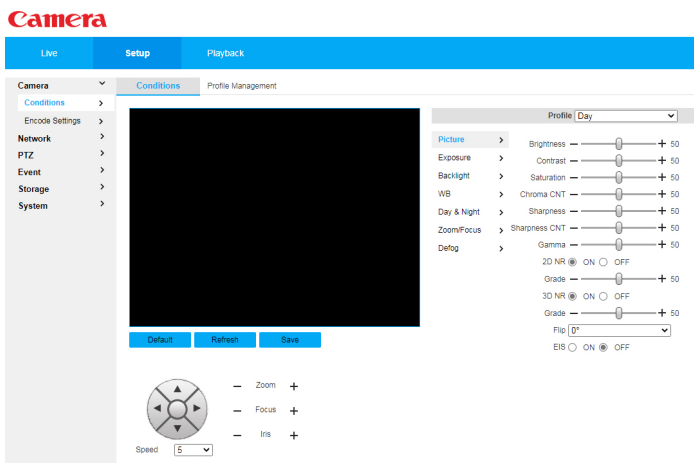 Camera
Live Setup Playback
Camera
Conditions
Encode Settings
Network
PTZ
Event
Storage
System
Conditions Profile Management
Profile Day
Picture
Exposure
Backlight
WB
Day & Night
Zoom/Focus
Defog
Brightness 50
Contrast 50
Saturation 50
Chroma CNT 50
Sharpness 50
Sharpness CNT 50
Gamma 50
2D NR ON OFF
Grade 50
3D NR ON OFF
Grade 50
Flip 0°
EIS ON OFF
Default Refresh Save
Zoom
Focus
Iris
Speed 5